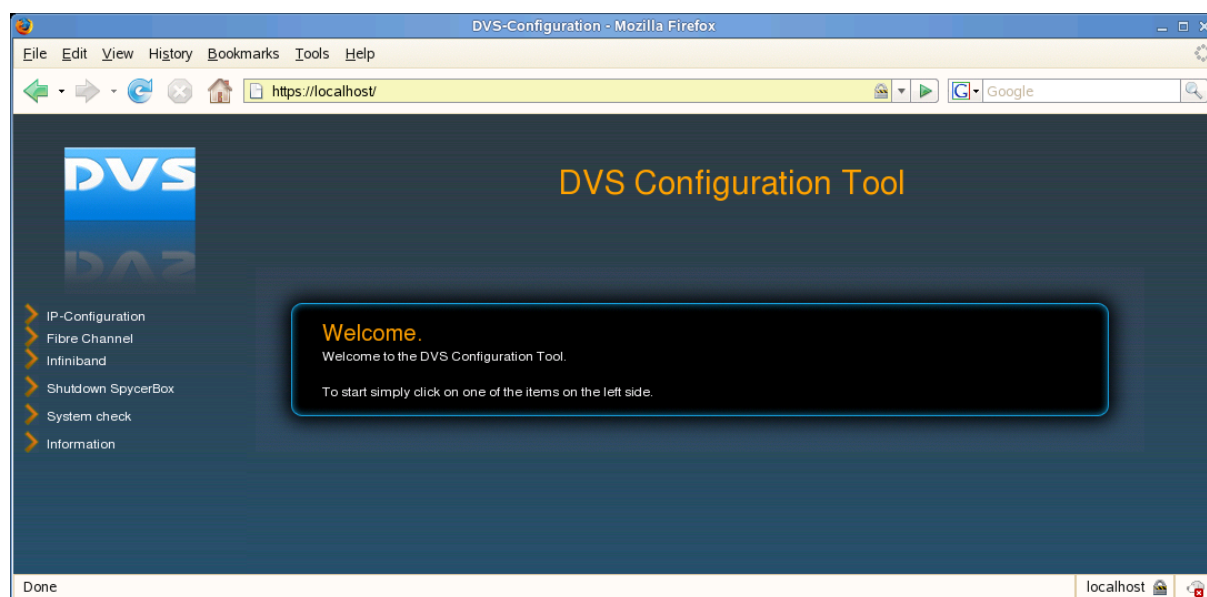 DVS-Configuration - Mozilla Firefox
File Edit View History Bookmarks Tools Help
https://localhost/
G Google
DVS
DVS Configuration Tool
IP-Configuration
Fibre Channel
Infiniband
Shutdown SpycerBox
System check
Information
Welcome.
Welcome to the DVS Configuration Tool.
To start simply click on one of the items on the left side.
Done
localhost